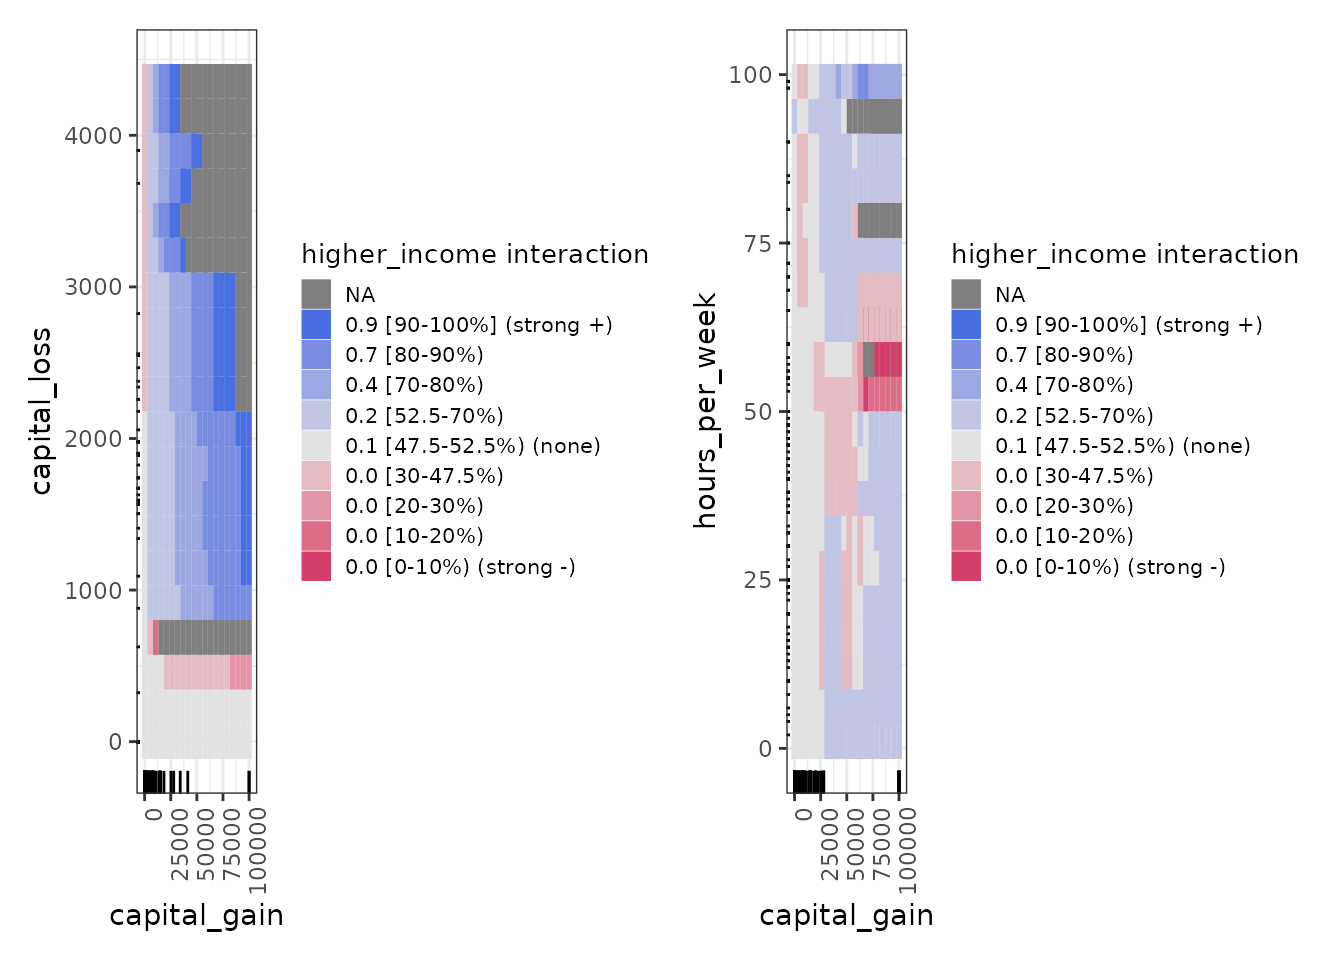 capital_loss
4000
3000
2000
1000
0
0
25000
50000
75000
100000
capital_gain
higher_income interaction
NA
0.9 [90-100%] (strong +)
0.7 [80-90%)
0.4 [70-80%)
0.2 [52.5-70%)
0.1 [47.5-52.5%) (none)
0.0 [30-47.5%)
0.0 [20-30%)
0.0 [10-20%)
0.0 [0-10%) (strong -)
hours_per_week
100
75
50
25
0
0
25000
50000
75000
100000
capital_gain
higher_income interaction
NA
0.9 [90-100%] (strong +)
0.7 [80-90%)
0.4 [70-80%)
0.2 [52.5-70%)
0.1 [47.5-52.5%) (none)
0.0 [30-47.5%)
0.0 [20-30%)
0.0 [10-20%)
0.0 [0-10%) (strong -)